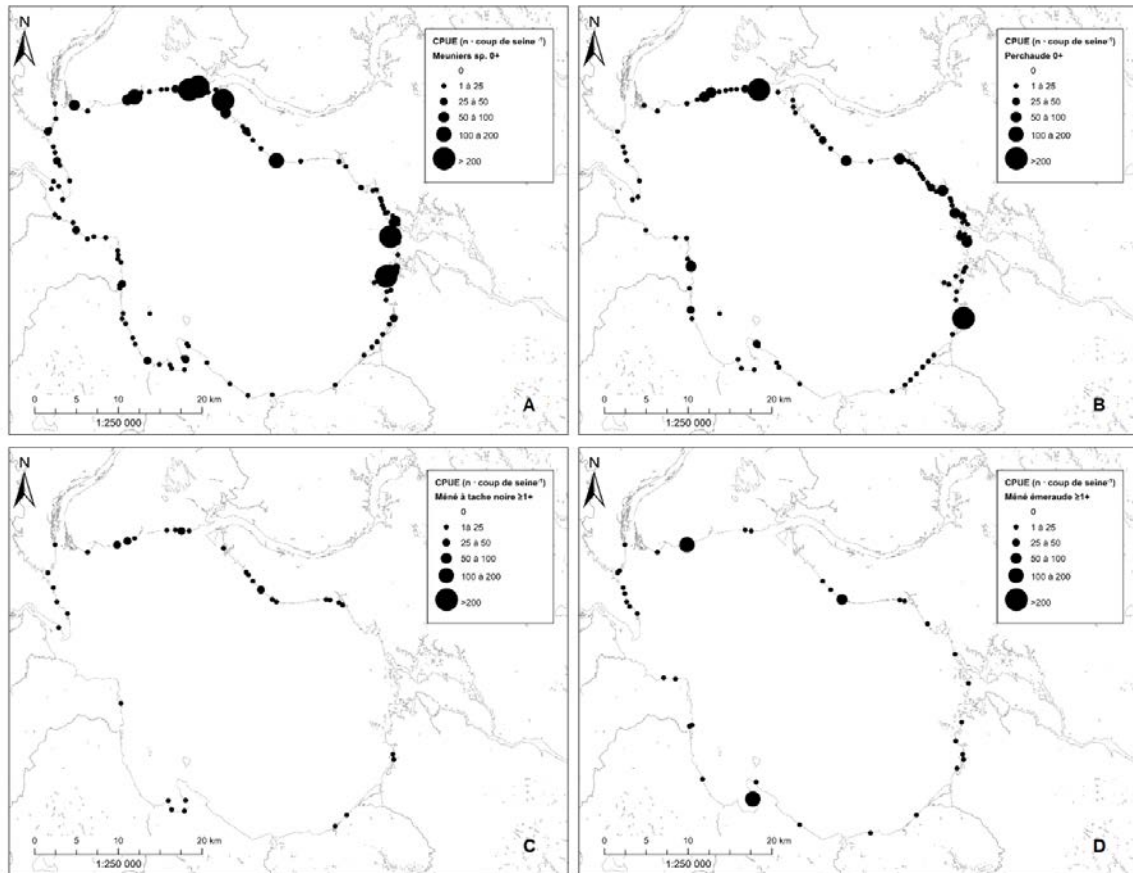 N
CPUE (n · coup de seine⁻¹)
Meuniers sp. 0+
0
1 à 25
25 à 50
50 à 100
100 à 200
> 200
0 5 10 20 km
1:250 000
A
N
CPUE (n · coup de seine⁻¹)
Perchaude 0+
0
1 à 25
25 à 50
50 à 100
100 à 200
> 200
0 5 10 20 km
1:250 000
B
N
CPUE (n · coup de seine⁻¹)
Méné à tache noire ≥1+
0
1à 25
25 à 50
50 à 100
100 à 200
>200
0 5 10 20 km
1:250 000
C
N
CPUE (n · coup de seine⁻¹)
Méné émeraude ≥1+
0
1 à 25
25 à 50
50 à 100
100 à 200
>200
0 5 10 20 km
1:250 000
D